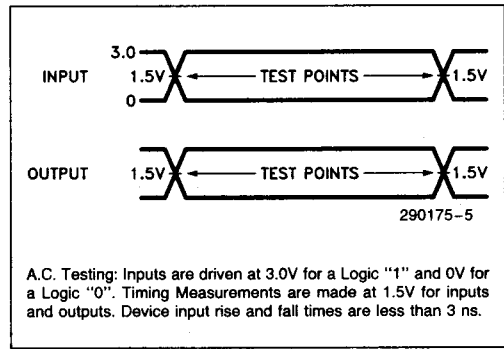 3.0
INPUT 1.5V TEST POINTS 1.5V
0
OUTPUT 1.5V TEST POINTS 1.5V
290175-5
A.C. Testing: Inputs are driven at 3.0V for a Logic "1" and 0V for
a Logic "0". Timing Measurements are made at 1.5V for inputs
and outputs. Device input rise and fall times are less than 3 ns.